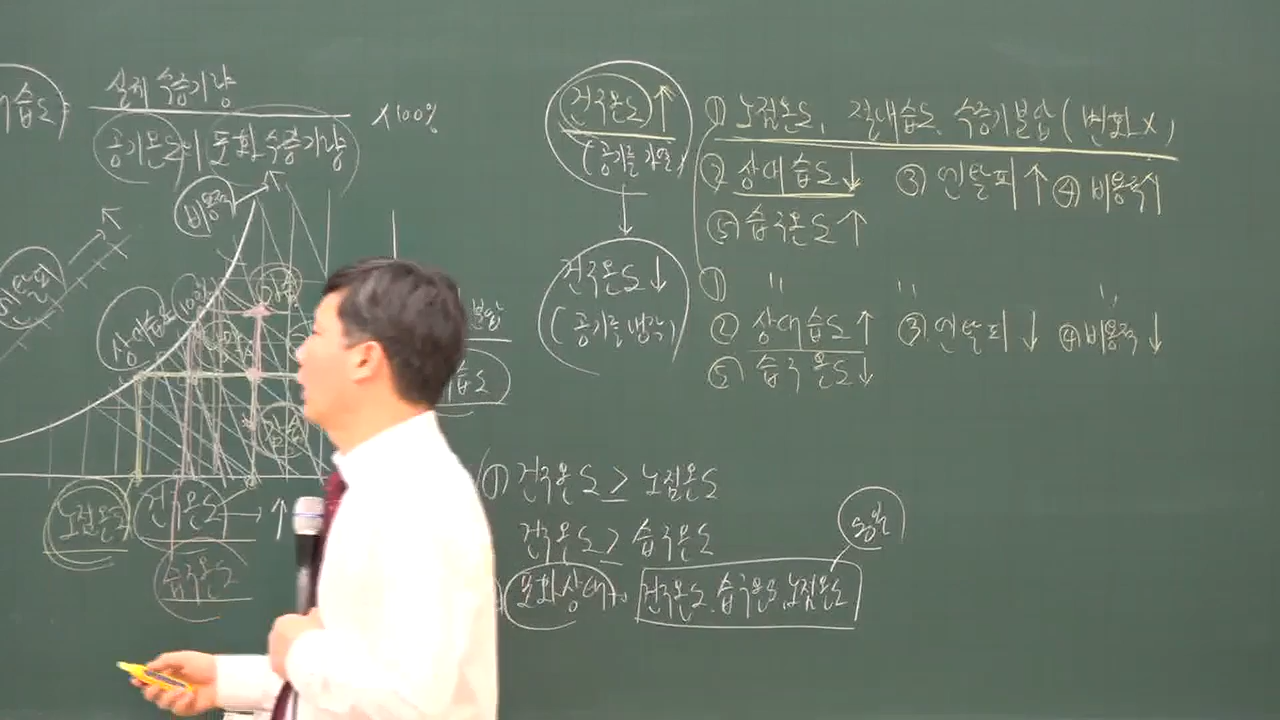 실제 수증기량
습도
×100%
공기온도의 포화 수증기량
비용적
엔탈피
상대습도 100%
습도
노점온도
건구온도 → ↑
습구온도
건구온도↑
(공기를 가열)
① 노점온도, 절대습도, 수증기분압 (변화 X)
② 상대습도↓ ③ 엔탈피↑ ④ 비용적↑
⑤ 습구온도↑
건구온도↓
(공기를 냉각)
① " " "
② 상대습도↑ ③ 엔탈피↓ ④ 비용적↓
⑤ 습구온도↓
① 건구온도 ≥ 노점온도
건구온도 ≥ 습구온도
포화상태 → 건구온도, 습구온도, 노점온도
동일